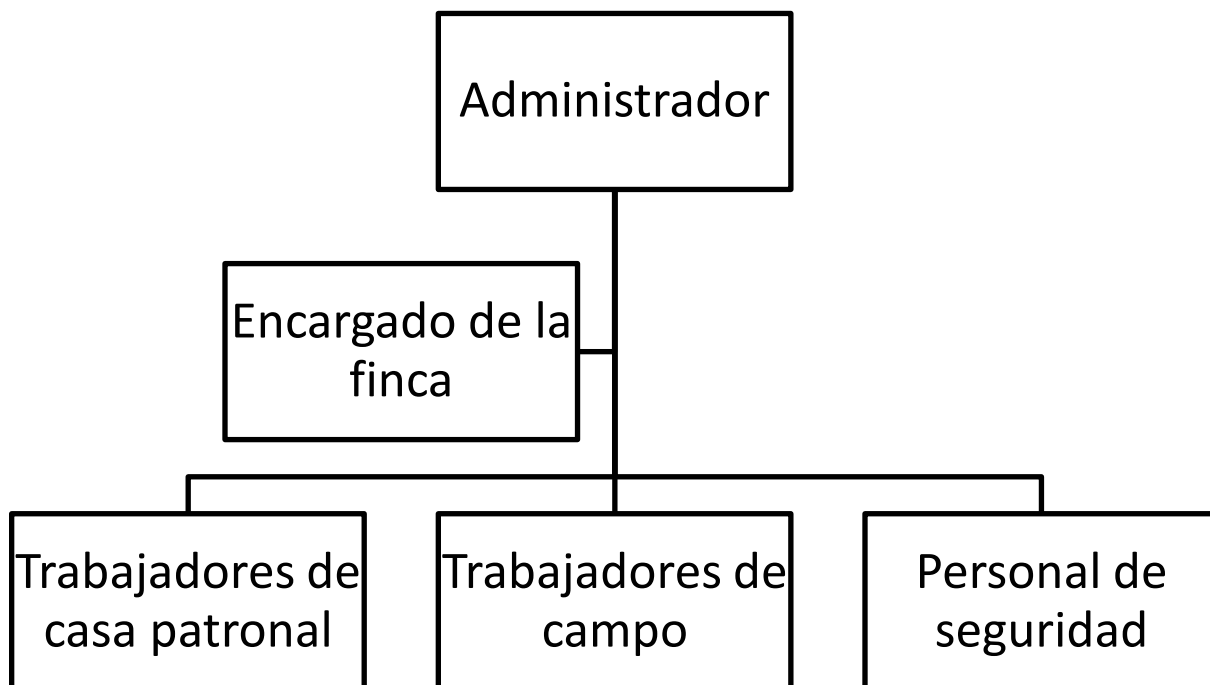 Administrador
Encargado de la
finca
Trabajadores de
casa patronal
Trabajadores de
campo
Personal de
seguridad